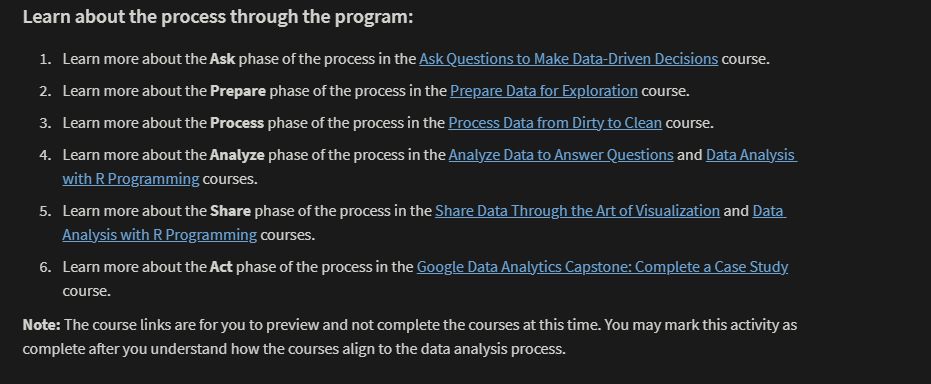 Learn about the process through the program:
1. Learn more about the Ask phase of the process in the Ask Questions to Make Data-Driven Decisions course.
2. Learn more about the Prepare phase of the process in the Prepare Data for Exploration course.
3. Learn more about the Process phase of the process in the Process Data from Dirty to Clean course.
4. Learn more about the Analyze phase of the process in the Analyze Data to Answer Questions and Data Analysis
with R Programming courses.
5. Learn more about the Share phase of the process in the Share Data Through the Art of Visualization and Data
Analysis with R Programming courses.
6. Learn more about the Act phase of the process in the Google Data Analytics Capstone: Complete a Case Study
course.
Note: The course links are for you to preview and not complete the courses at this time. You may mark this activity as
complete after you understand how the courses align to the data analysis process.